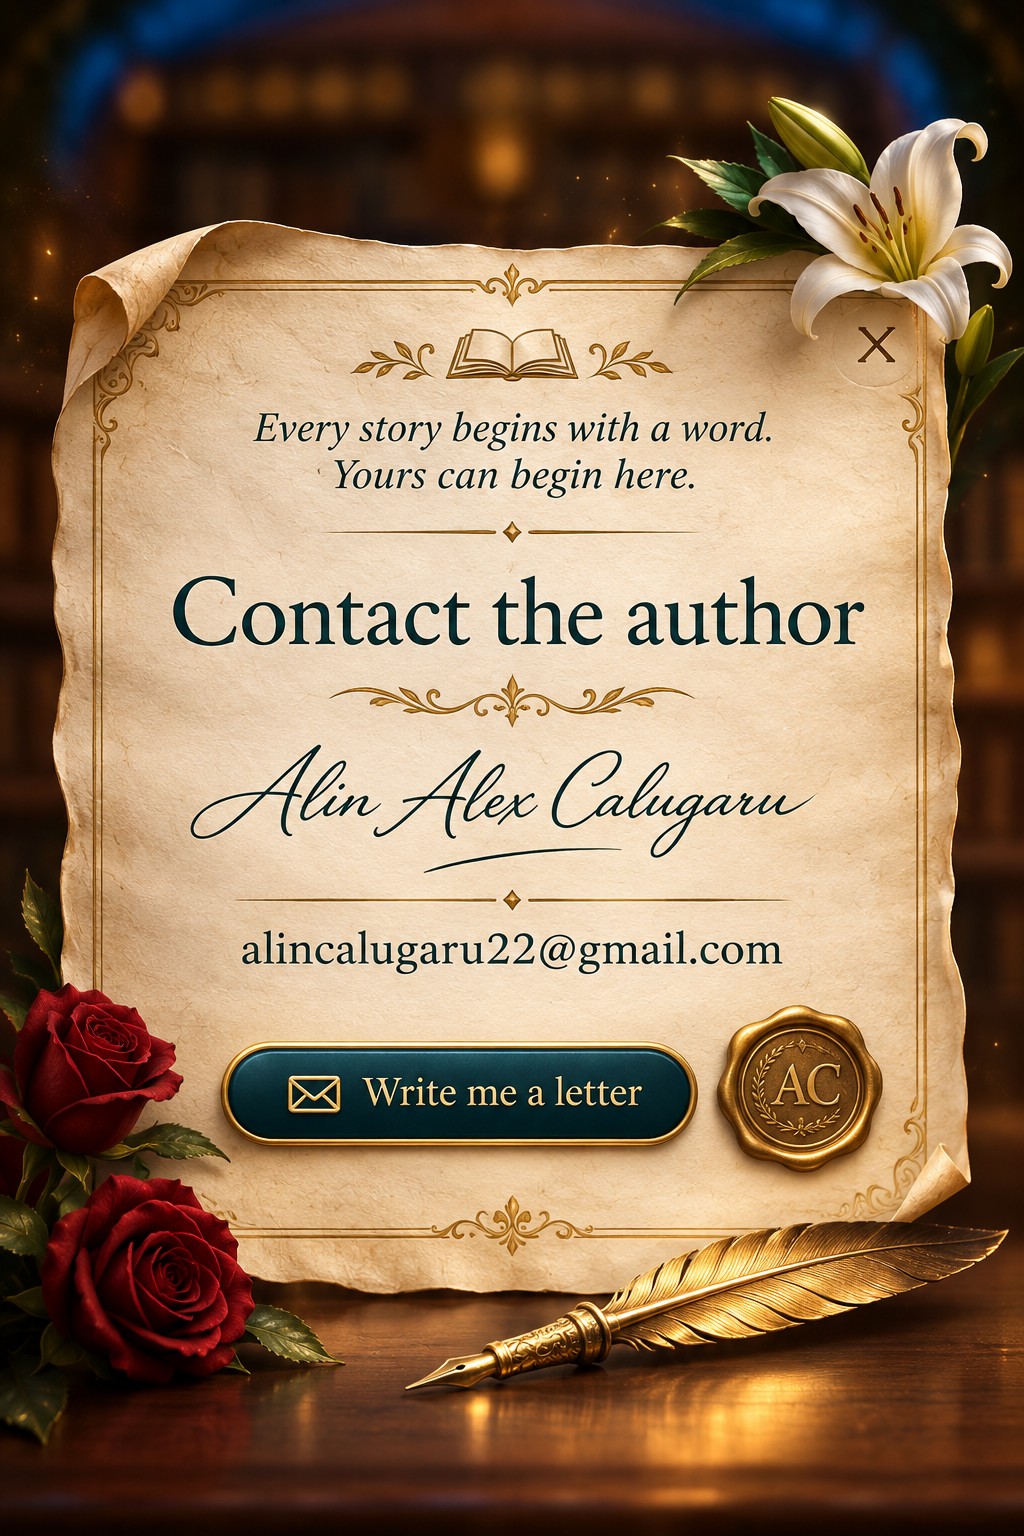 X
Every story begins with a word.
Yours can begin here.
Contact the author
Alin Alex Calugaru
alincalugaru22@gmail.com
Write me a letter
AC